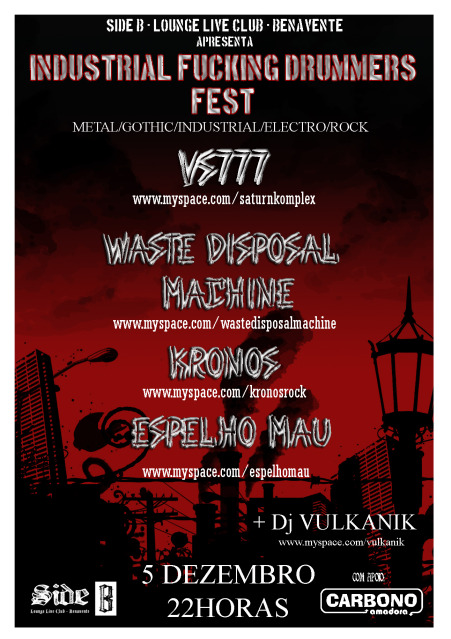 SIDE B - LOUNGE LIVE CLUB - BENAVENTE
APRESENTA
INDUSTRIAL FUCKING DRUMMERS
FEST
METAL/GOTHIC/INDUSTRIAL/ELECTRO/ROCK
VS777
www.myspace.com/saturnkomplex
WASTE DISPOSAL
MACHINE
www.myspace.com/wastedisposalmachine
KRONOS
www.myspace.com/kronosrock
ESPELHO MAU
www.myspace.com/espelhomau
+ Dj VULKANIK
www.myspace.com/vulkanik
5 DEZEMBRO
22HORAS
Side B
Lounge Live Club - Benavente
COM APOIO:
CARBONO
amadora